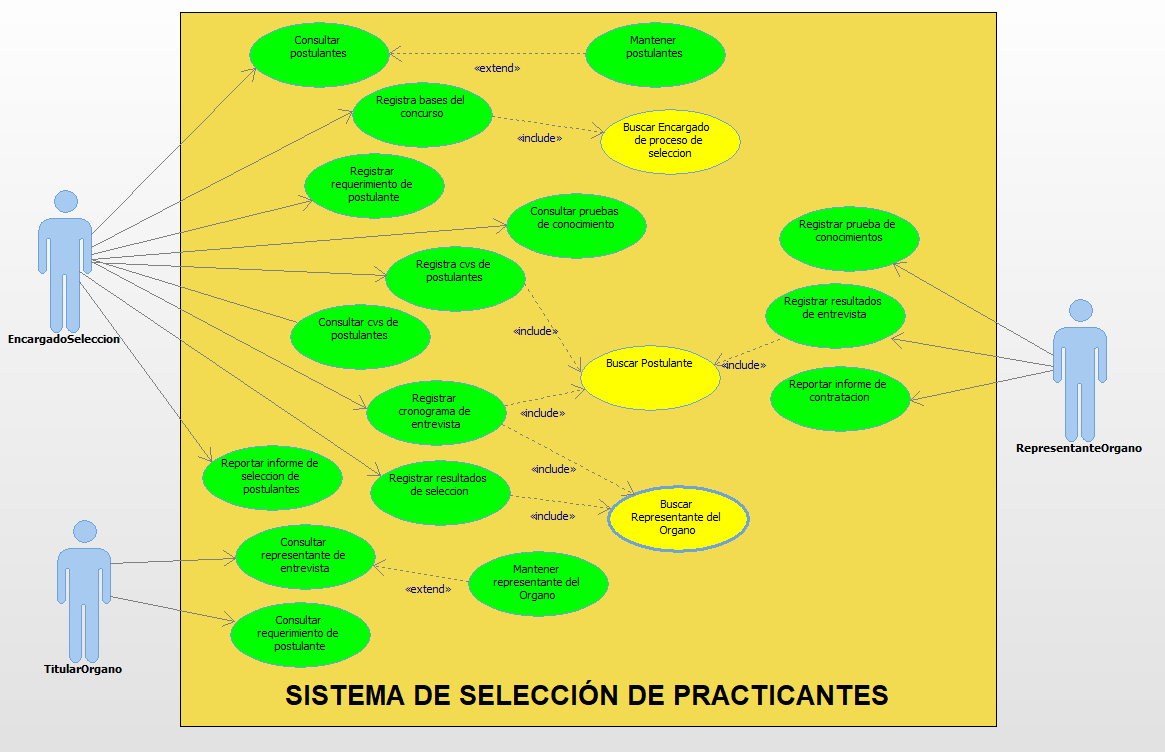 Consultar
postulantes
Mantener
postulantes
«extend»
Registra bases del
concurso
«include»
Buscar Encargado
de proceso de
seleccion
Registrar
requerimiento de
postulante
Consultar pruebas
de conocimiento
Registrar prueba de
conocimientos
Registra cvs de
postulantes
Registrar resultados
de entrevista
Consultar cvs de
postulantes
«include»
EncargadoSeleccion
Buscar Postulante
«include»
Reportar informe de
contratacion
Registrar
cronograma de
entrevista
«include»
RepresentanteOrgano
Reportar informe de
seleccion de
postulantes
Registrar resultados
de seleccion
«include»
«include»
Buscar
Representante del
Organo
Consultar
representante de
entrevista
«extend»
Mantener
representante del
Organo
Consultar
requerimiento de
postulante
TitularOrgano
SISTEMA DE SELECCIÓN DE PRACTICANTES